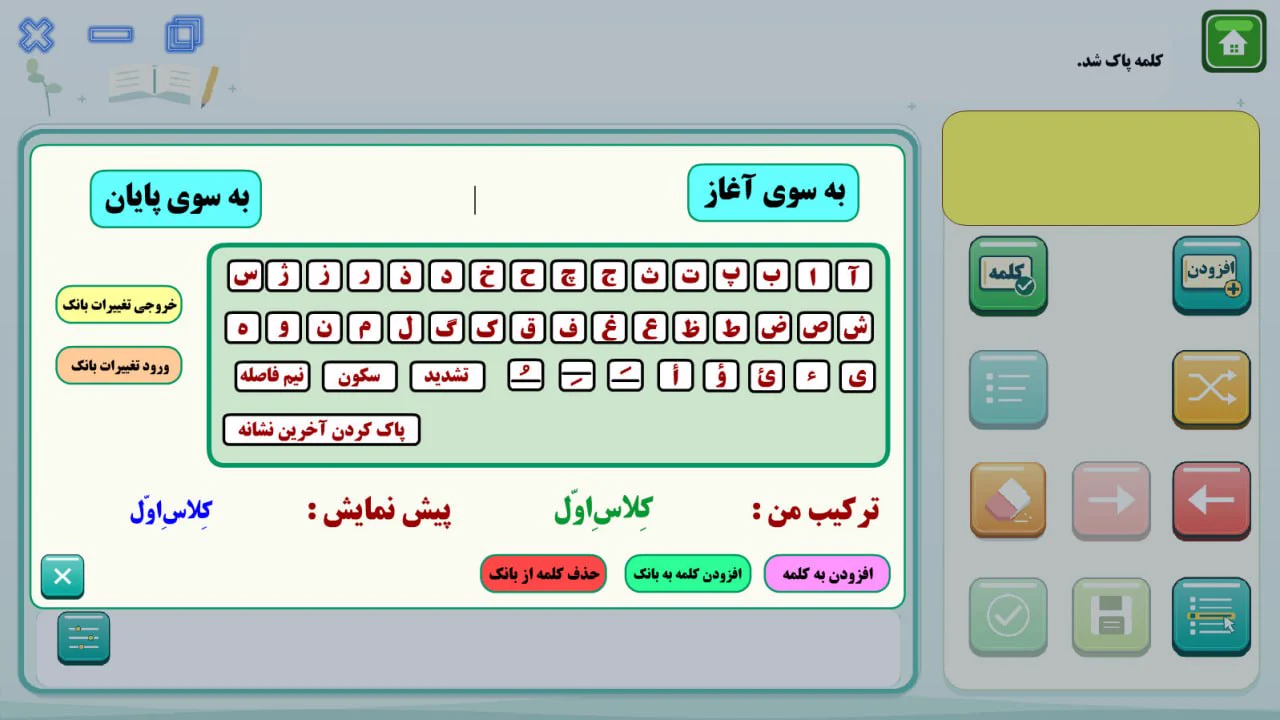 کلمه پاک شد.
به سوی آغاز
به سوی پایان
آ ا ب پ ت ث ج چ ح خ د ذ ر ز ژ س
ش ص ض ط ظ ع غ ف ق ک گ ل م ن و ه
ی ء ئ ؤ أ ـَ ـِ ـُ تشدید سکون نیم فاصله
پاک کردن آخرین نشانه
خروجی تغییرات بانک
ورود تغییرات بانک
ترکیب من : کِلاسِ‌اوّل
پیش نمایش : کِلاسِ‌اوّل
افزودن به کلمه
افزودن کلمه به بانک
حذف کلمه از بانک
افزودن
کلمه